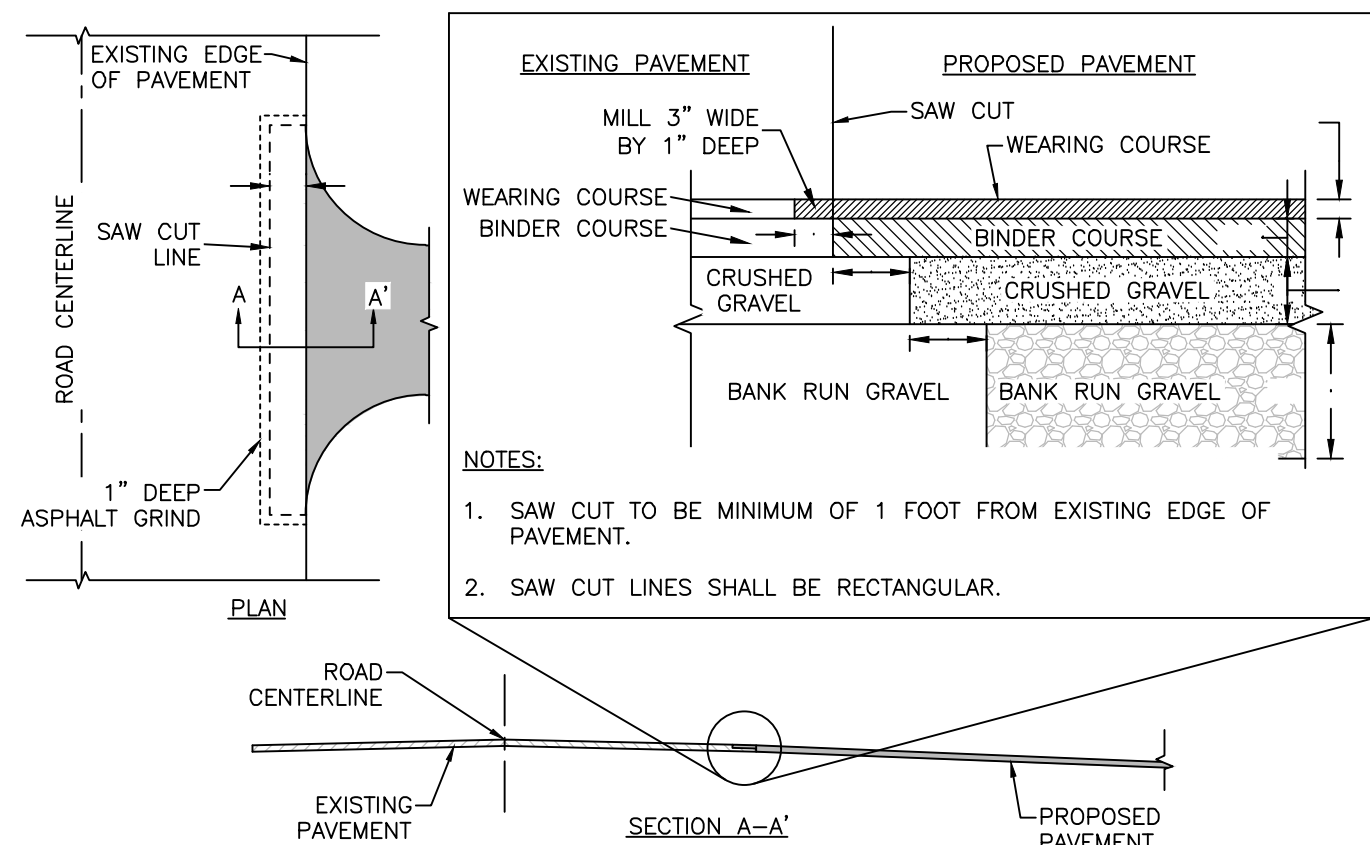 EXISTING EDGE
OF PAVEMENT
ROAD CENTERLINE
SAW CUT
LINE
A
A'
1" DEEP
ASPHALT GRIND
PLAN
EXISTING PAVEMENT
PROPOSED PAVEMENT
MILL 3" WIDE
BY 1" DEEP
SAW CUT
WEARING COURSE
WEARING COURSE
BINDER COURSE
BINDER COURSE
CRUSHED
GRAVEL
CRUSHED GRAVEL
BANK RUN GRAVEL
BANK RUN GRAVEL
NOTES:
1. SAW CUT TO BE MINIMUM OF 1 FOOT FROM EXISTING EDGE OF
PAVEMENT.
2. SAW CUT LINES SHALL BE RECTANGULAR.
ROAD
CENTERLINE
EXISTING
PAVEMENT
SECTION A-A'
PROPOSED
PAVEMENT